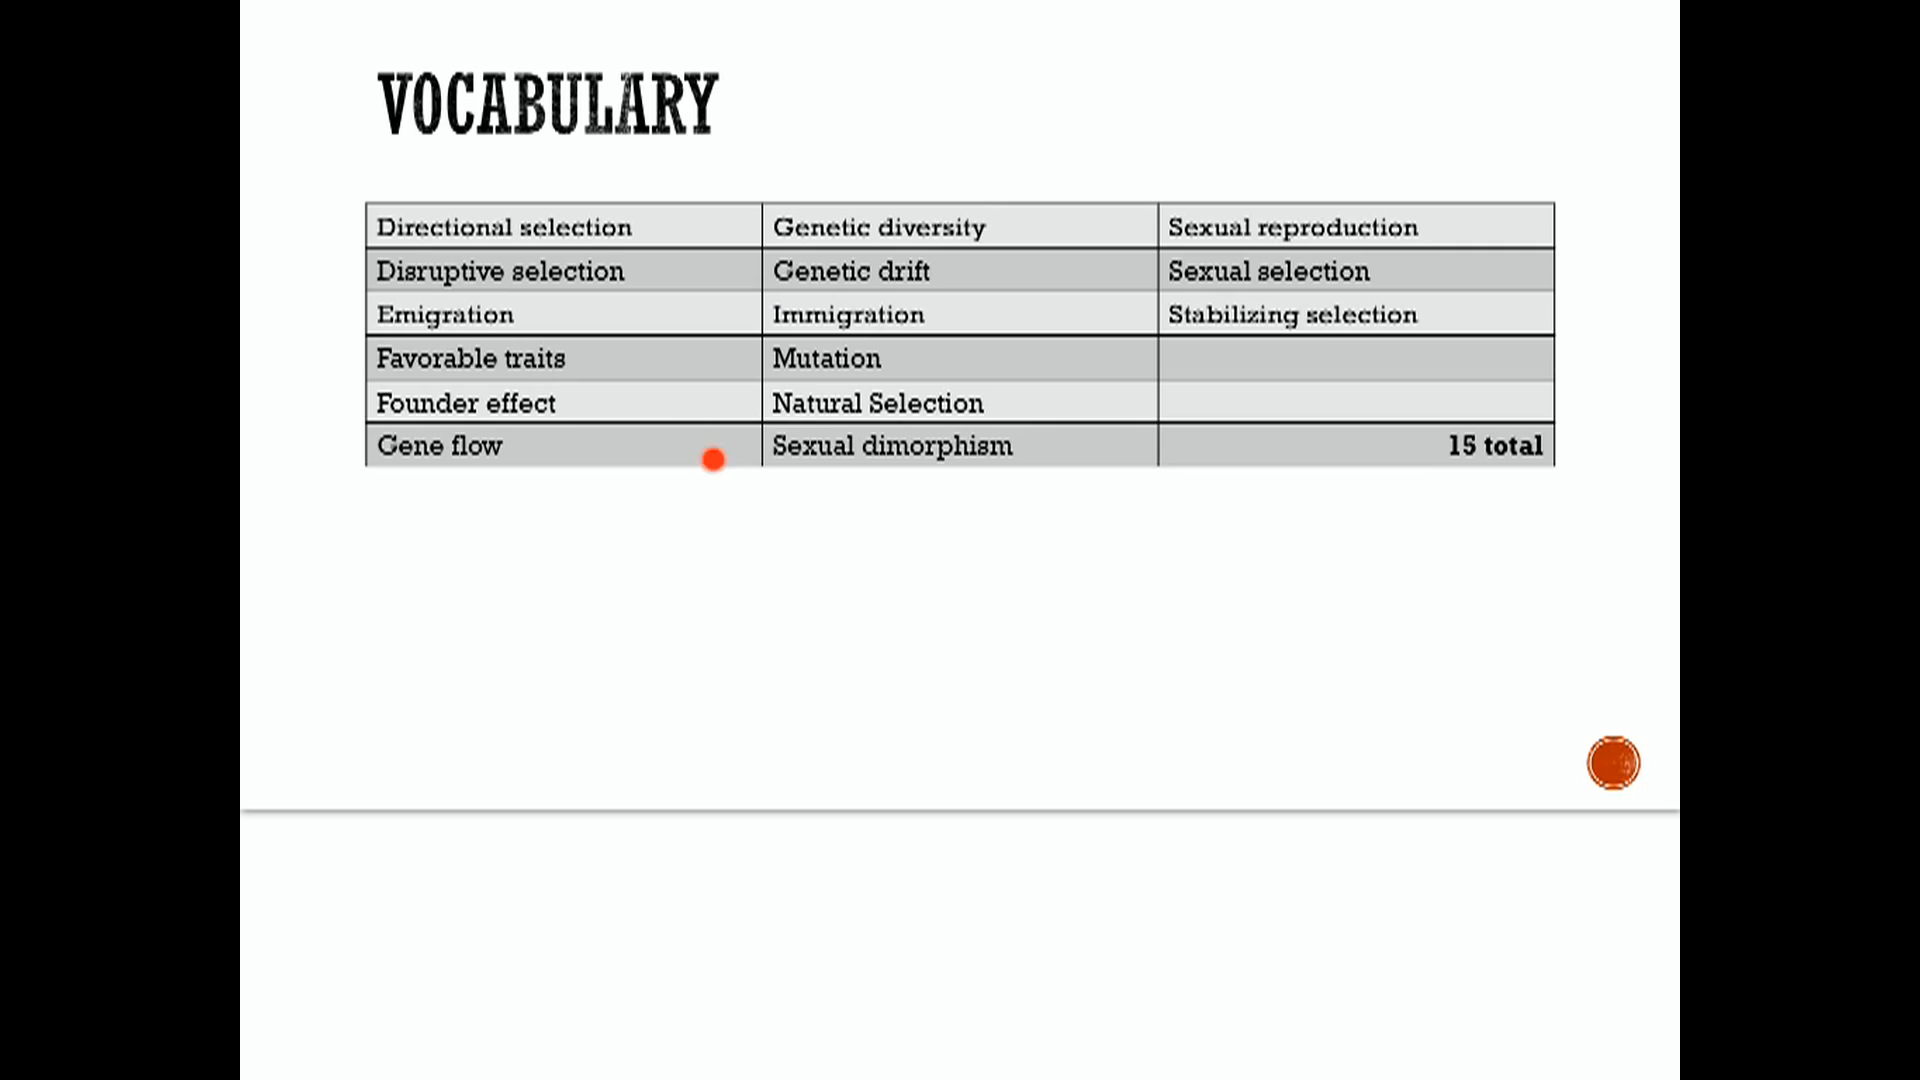 VOCABULARY
Directional selection Genetic diversity Sexual reproduction
Disruptive selection Genetic drift Sexual selection
Emigration Immigration Stabilizing selection
Favorable traits Mutation
Founder effect Natural Selection
Gene flow Sexual dimorphism 15 total